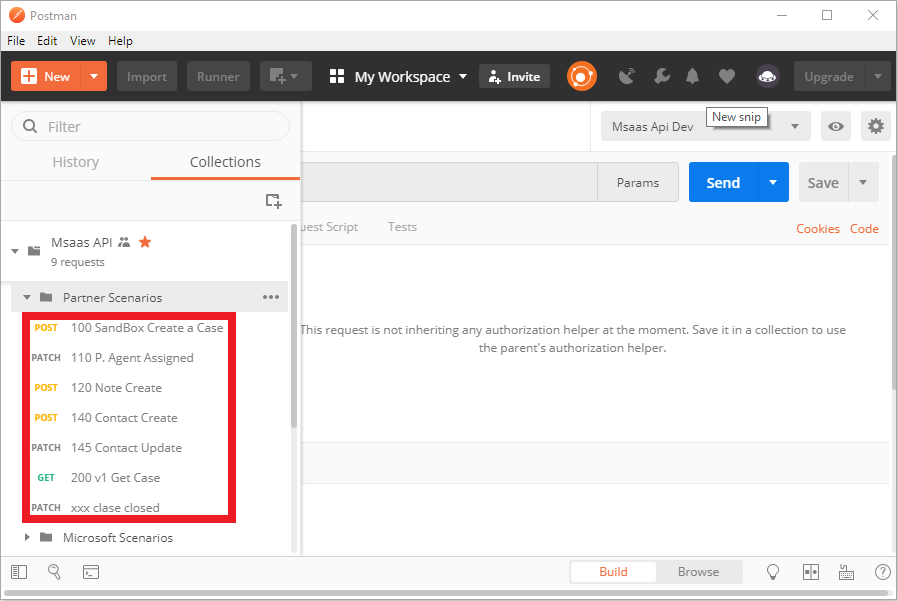 Postman
File Edit View Help
New Import Runner My Workspace Invite Upgrade
Filter
Msaas Api Dev
New snip
History Collections
Params Send Save
uest Script Tests Cookies Code
Msaas API
9 requests
Partner Scenarios
POST 100 SandBox Create a Case
PATCH 110 P. Agent Assigned
POST 120 Note Create
POST 140 Contact Create
PATCH 145 Contact Update
GET 200 v1 Get Case
PATCH xxx clase closed
Microsoft Scenarios
This request is not inheriting any authorization helper at the moment. Save it in a collection to use
the parent's authorization helper.
Build Browse